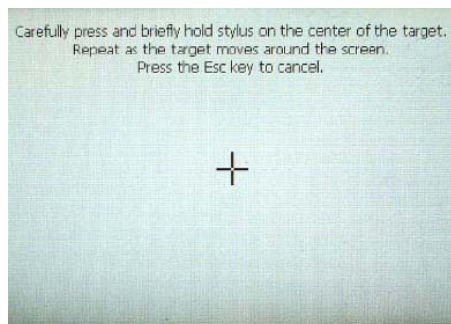 Carefully press and briefly hold stylus on the center of the target.
Repeat as the target moves around the screen.
Press the Esc key to cancel.